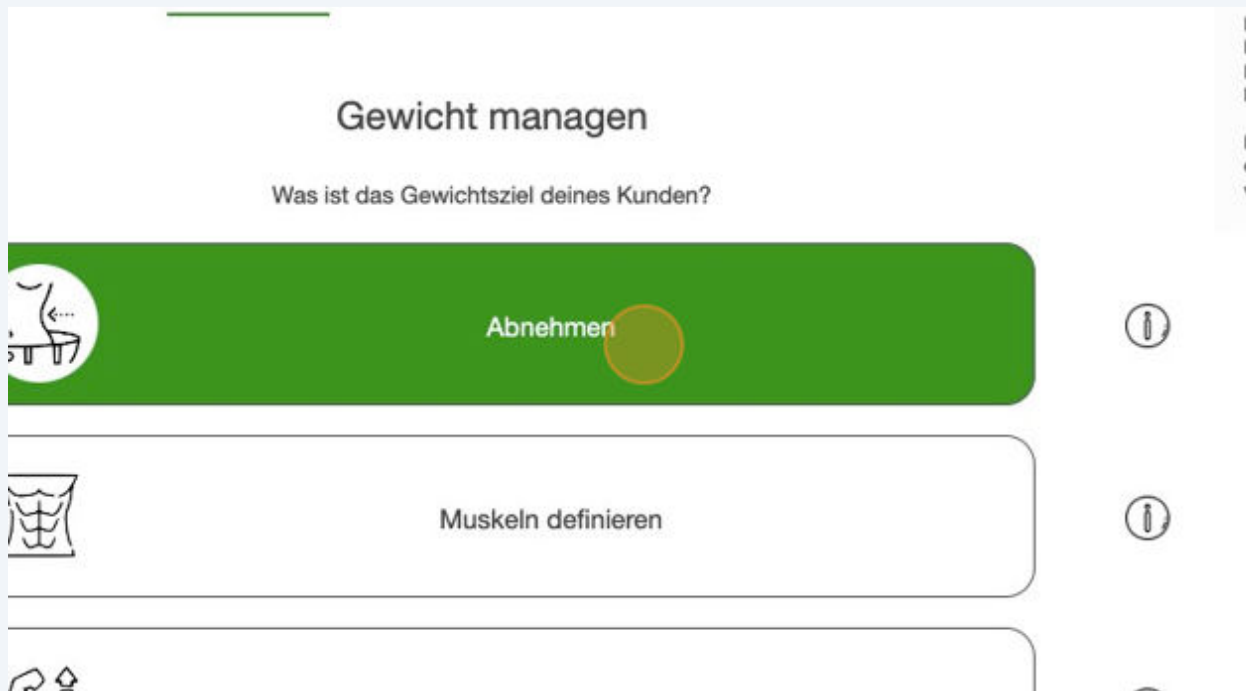 Gewicht managen
Was ist das Gewichtsziel deines Kunden?
Abnehmen
Muskeln definieren